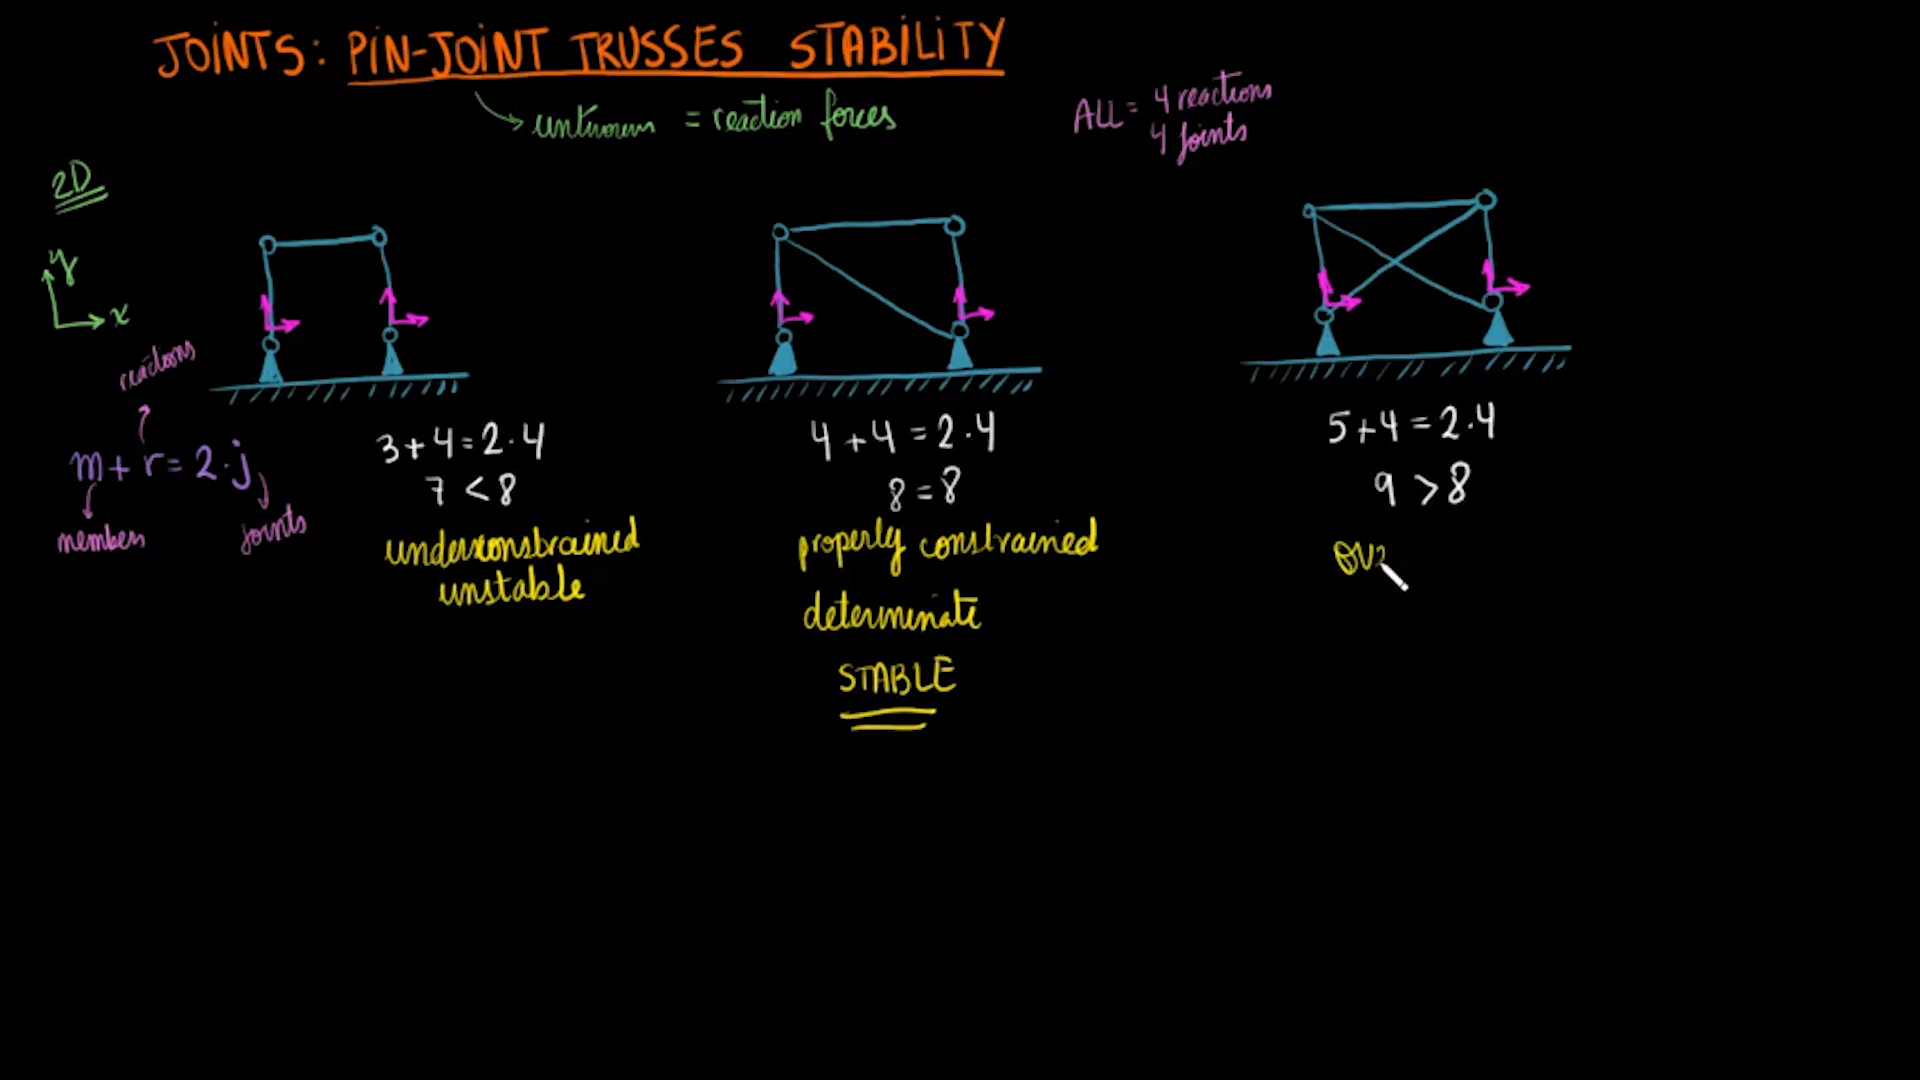 JOINTS: PIN-JOINT TRUSSES STABILITY
= reaction forces
ALL = 4 reactions
4 joints
2D
y
x
reactions
m + r = 2·j
members
joints
3+4=2·4
7 < 8
underconstrained
unstable
4+4=2·4
8=8
properly constrained
determinate
STABLE
5+4=2·4
9 >8